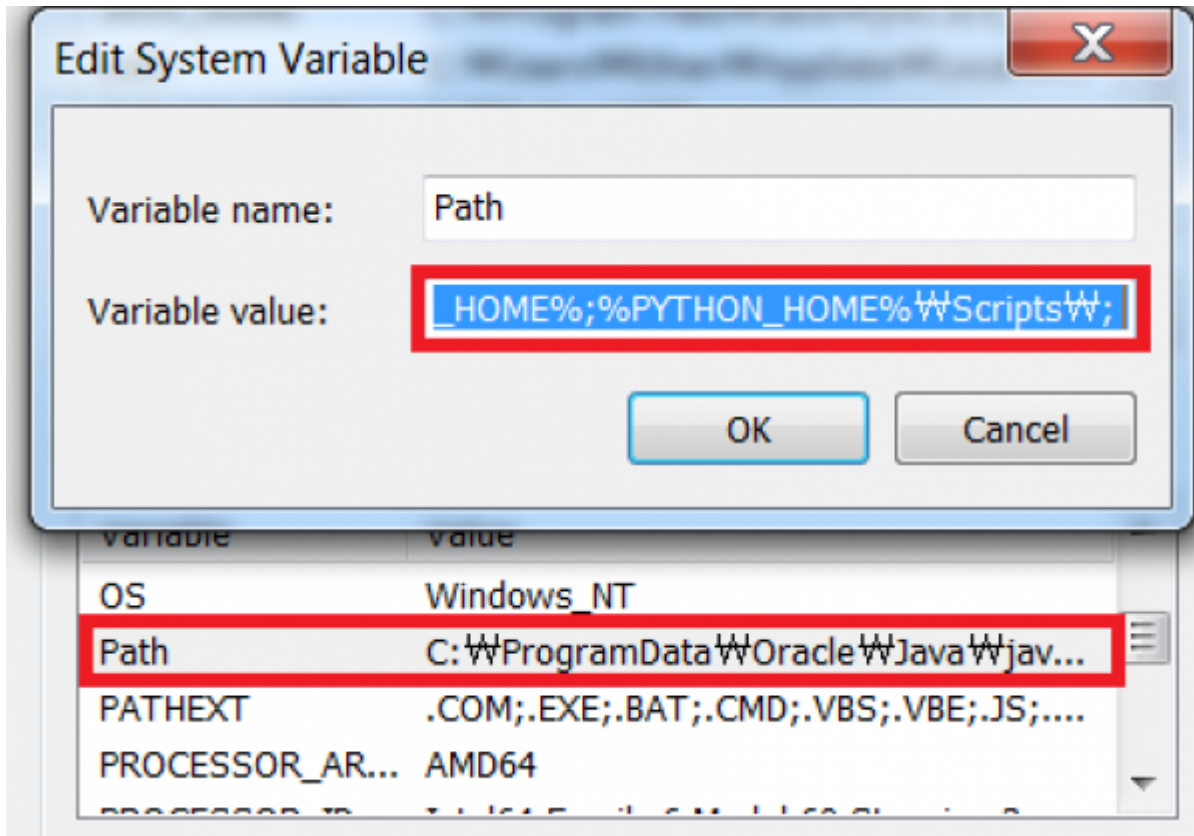 Edit System Variable
Variable name: Path
Variable value: _HOME%;%PYTHON_HOME%₩Scripts₩;
OK Cancel
Variable Value
OS Windows_NT
Path C:₩ProgramData₩Oracle₩Java₩jav...
PATHEXT .COM;.EXE;.BAT;.CMD;.VBS;.VBE;.JS;....
PROCESSOR_AR... AMD64